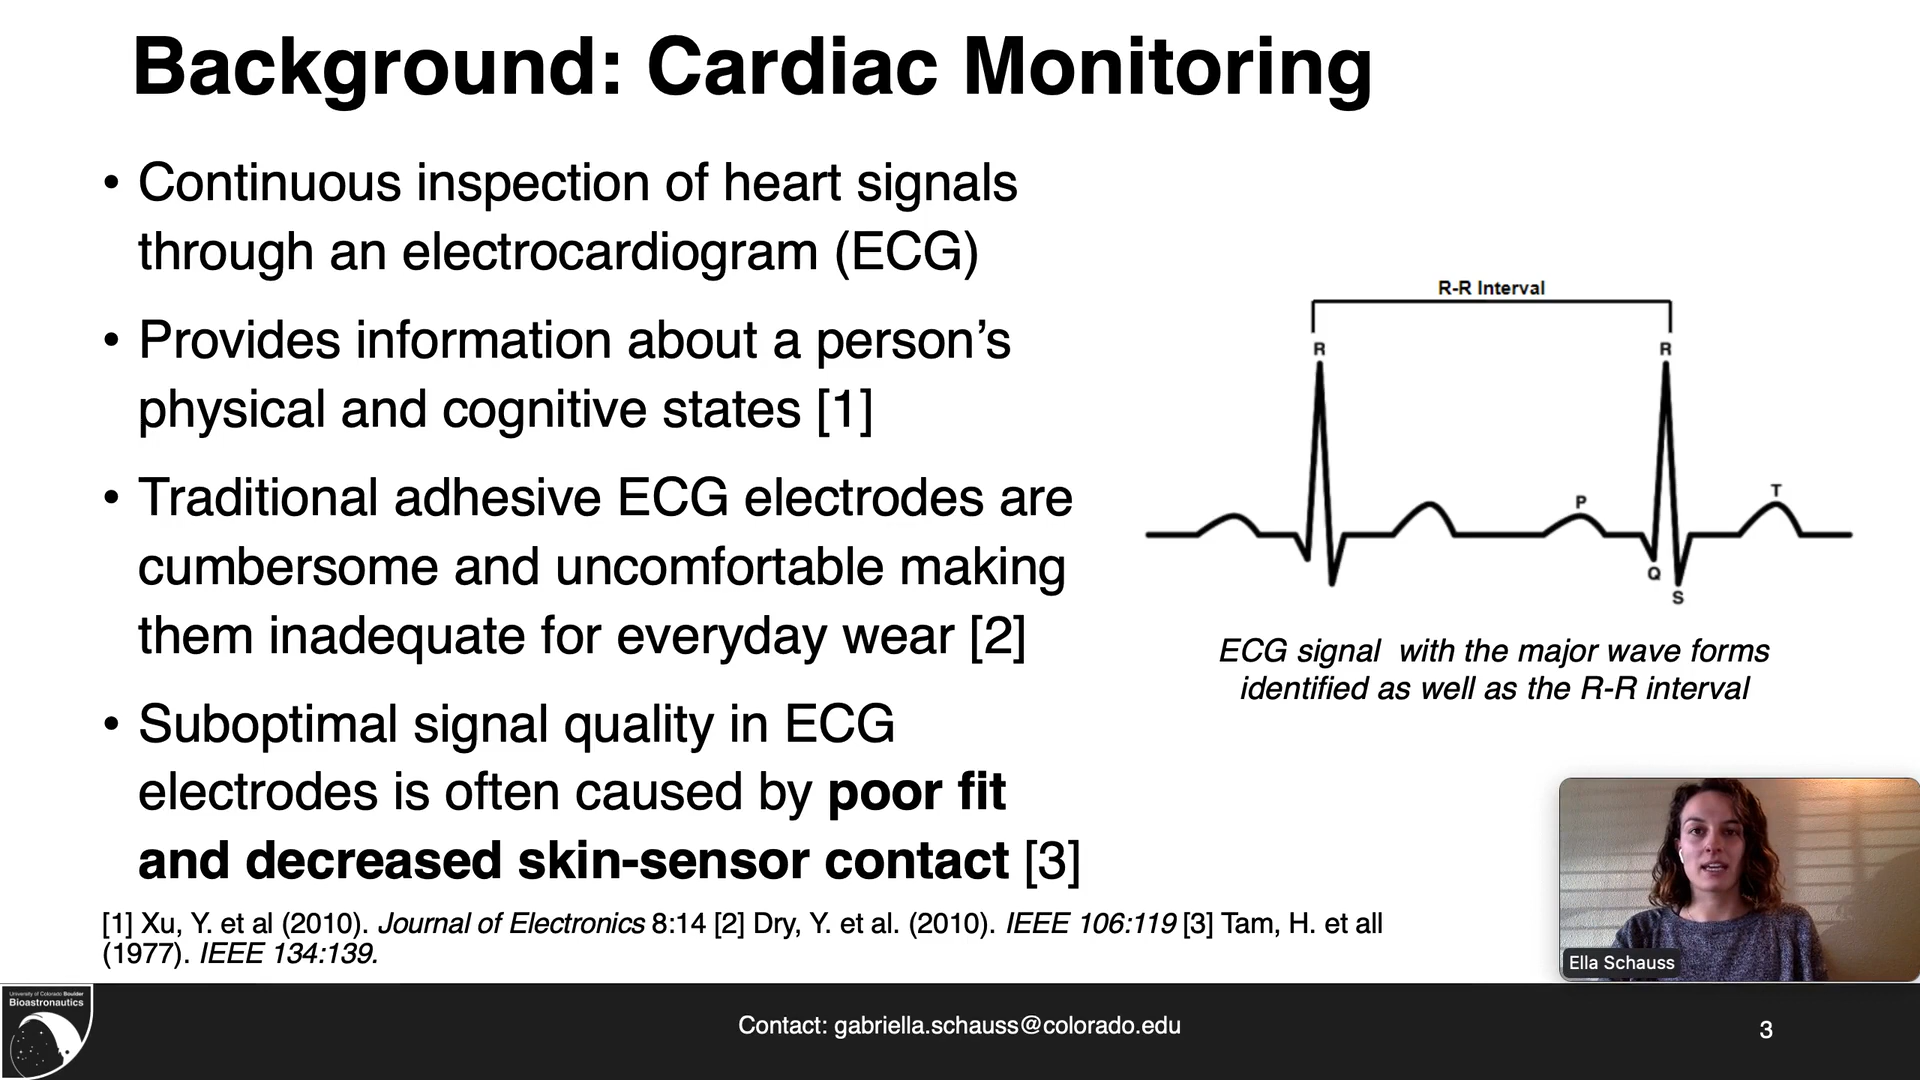 Background: Cardiac Monitoring
• Continuous inspection of heart signals
through an electrocardiogram (ECG)
• Provides information about a person’s
physical and cognitive states [1]
• Traditional adhesive ECG electrodes are
cumbersome and uncomfortable making
them inadequate for everyday wear [2]
• Suboptimal signal quality in ECG
electrodes is often caused by poor fit
and decreased skin-sensor contact [3]
R-R Interval
R R
P T
Q
S
ECG signal with the major wave forms
identified as well as the R-R interval
[1] Xu, Y. et al (2010). Journal of Electronics 8:14 [2] Dry, Y. et al. (2010). IEEE 106:119 [3] Tam, H. et all
(1977). IEEE 134:139.
Ella Schauss
University of Colorado Boulder
Bioastronautics
Contact: gabriella.schauss@colorado.edu
3